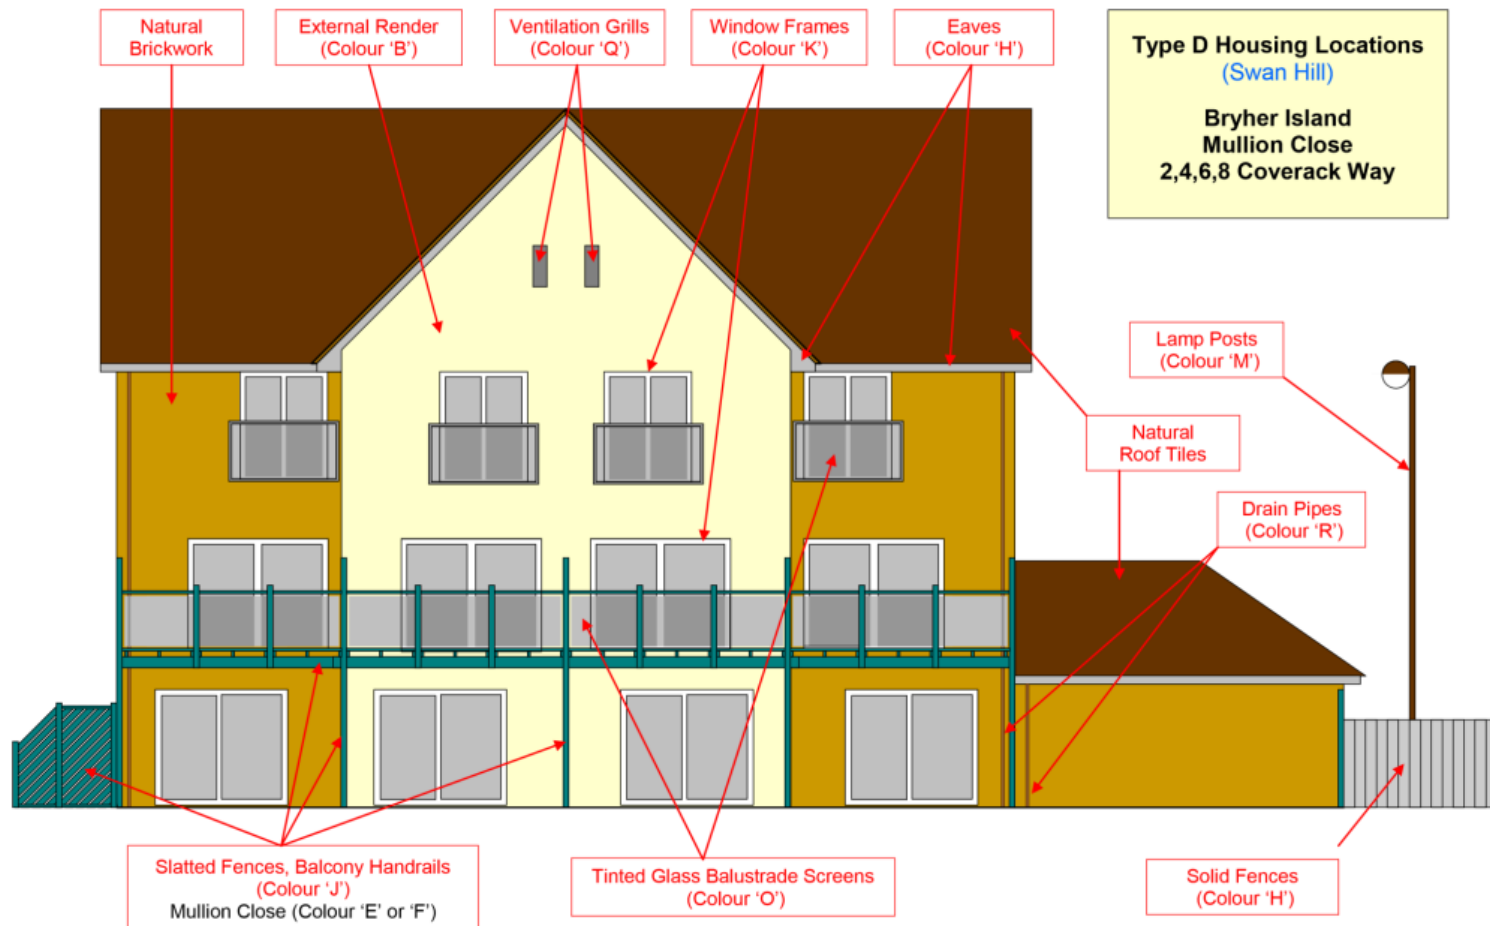 Natural
Brickwork
External Render
(Colour ‘B’)
Ventilation Grills
(Colour ‘Q’)
Window Frames
(Colour ‘K’)
Eaves
(Colour ‘H’)
Type D Housing Locations
(Swan Hill)
Bryher Island
Mullion Close
2,4,6,8 Coverack Way
Lamp Posts
(Colour ‘M’)
Natural
Roof Tiles
Drain Pipes
(Colour ‘R’)
Slatted Fences, Balcony Handrails
(Colour ‘J’)
Mullion Close (Colour ‘E’ or ‘F’)
Tinted Glass Balustrade Screens
(Colour ‘O’)
Solid Fences
(Colour ‘H’)